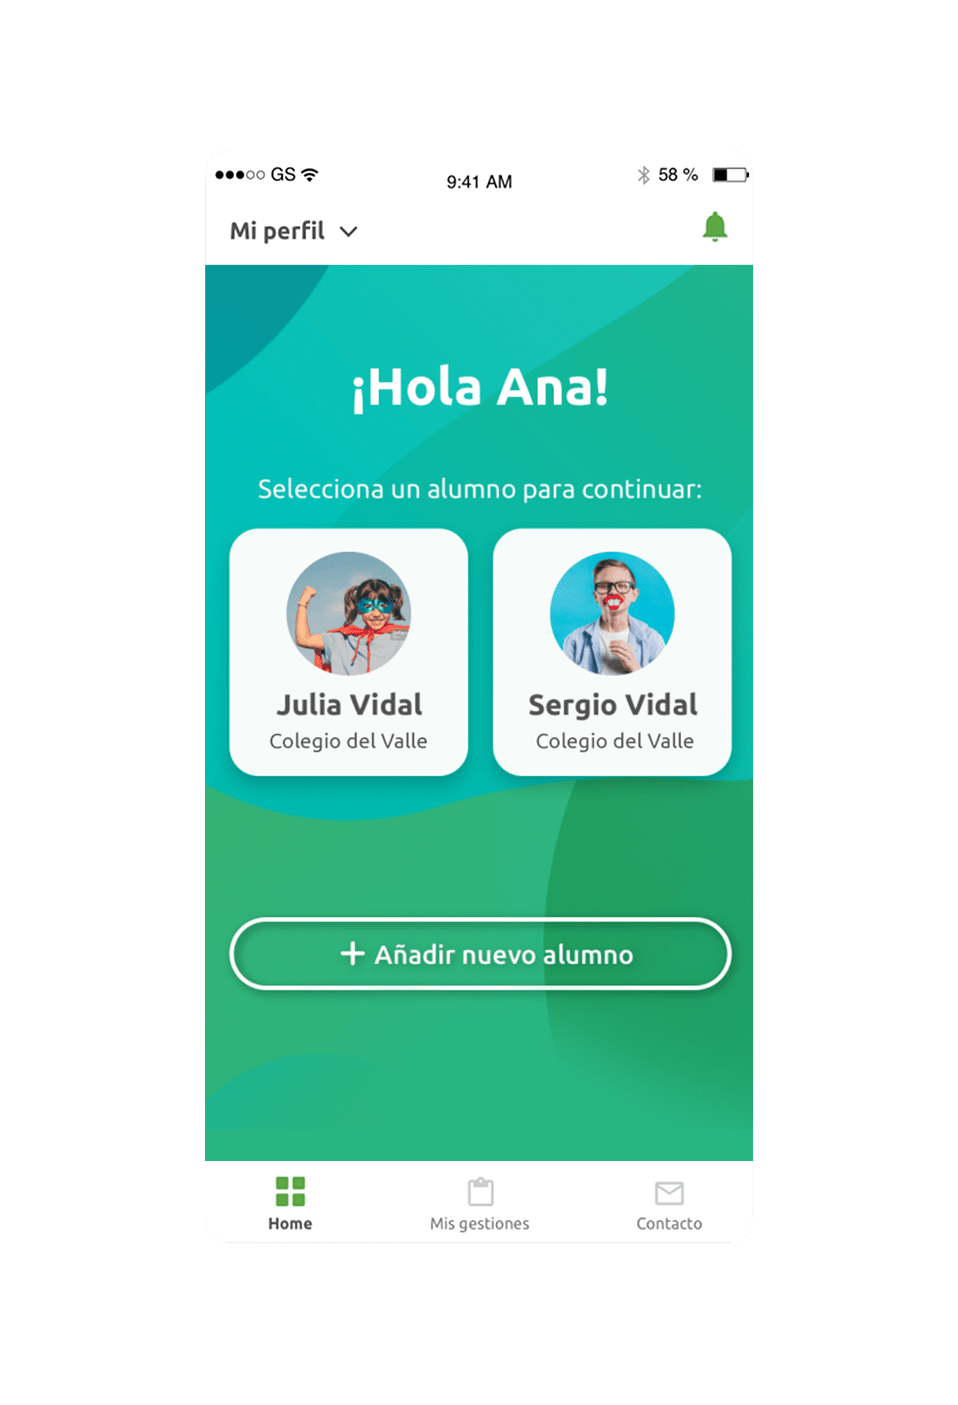 GS 9:41 AM 58 %
Mi perfil
¡Hola Ana!
Selecciona un alumno para continuar:
Julia Vidal
Colegio del Valle
Sergio Vidal
Colegio del Valle
+ Añadir nuevo alumno
Home
Mis gestiones
Contacto